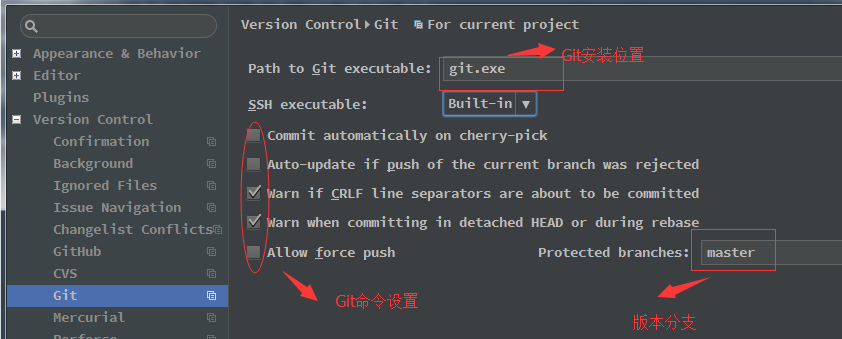 Version Control ▸ Git For current project
Git安装位置
Appearance & Behavior
Path to Git executable: git.exe
Editor
Plugins
SSH executable: Built-in
Version Control
Confirmation
Commit automatically on cherry-pick
Background
Auto-update if push of the current branch was rejected
Ignored Files
Warn if CRLF line separators are about to be committed
Issue Navigation
Warn when committing in detached HEAD or during rebase
Changelist Conflicts
GitHub
Allow force push Protected branches: master
CVS
Git
Git命令设置
Mercurial
版本分支
Perforce